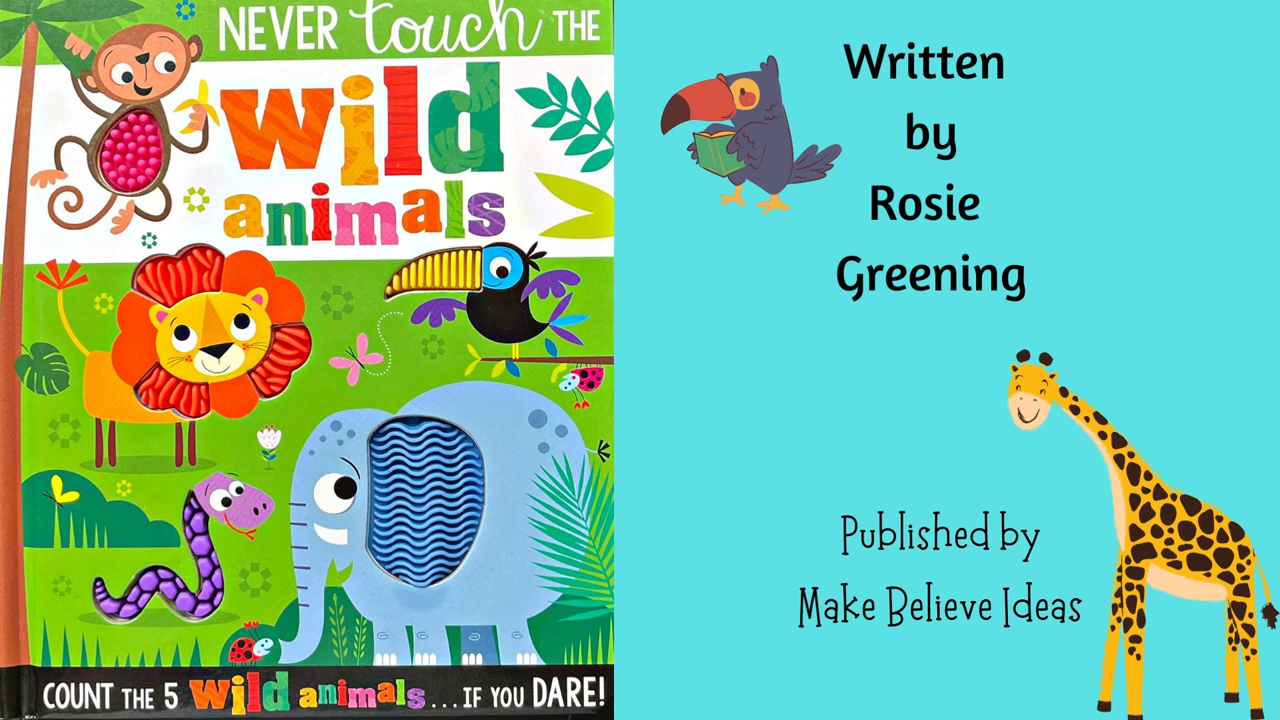 NEVER touch THE
wild
animals
COUNT THE 5 wild animals... IF YOU DARE!
Written
by
Rosie
Greening
Published by
Make Believe Ideas